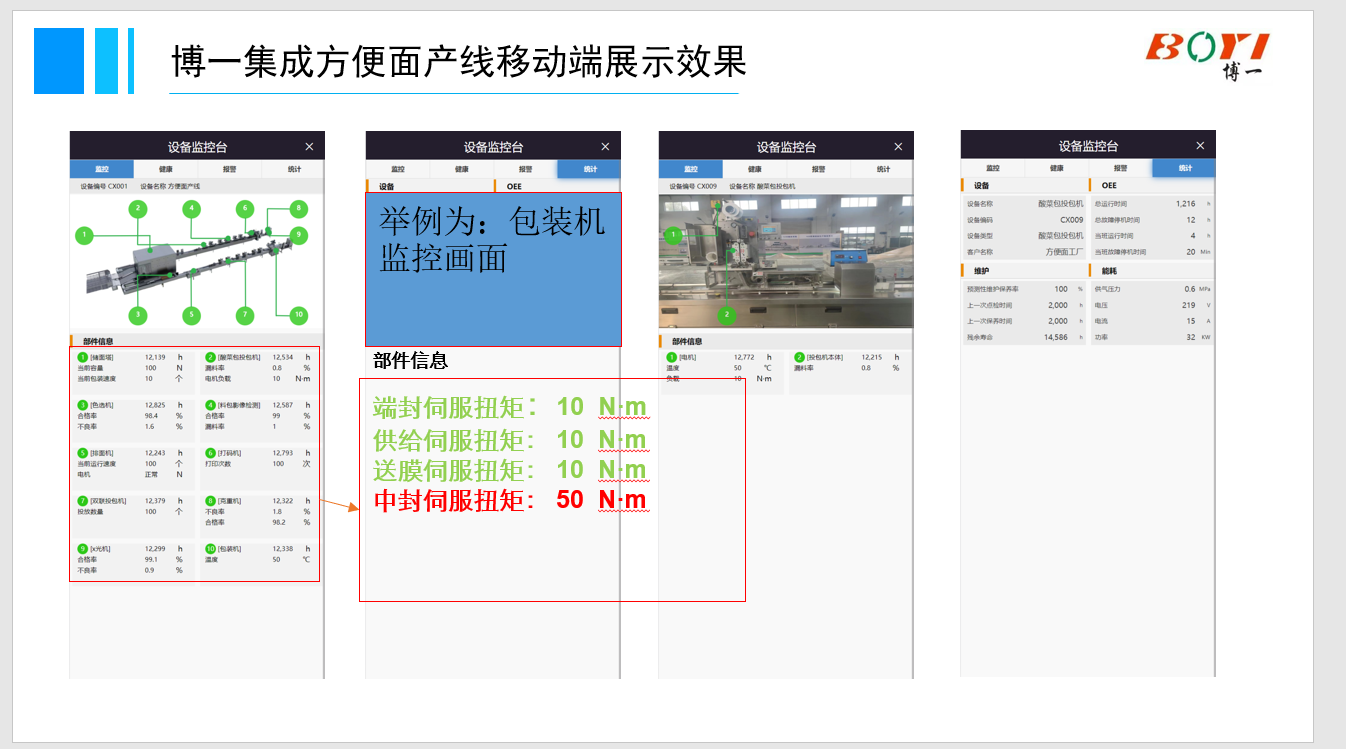 博一集成方便面产线移动端展示效果
BOYI
博一
设备监控台 ×
监控 健康 报警 统计
设备编号 CX001 设备名称 方便面产线
2 4 6 8
1 9
3 5 7 10
部件信息
1 [储面塔] 12,139 h 2 [酸菜包投包机] 12,534 h
当前容量 100 N 漏料率 0.8 %
当前包装速度 10 个 电机负载 10 N·m
3 [色选机] 12,825 h 4 [料包影像检测] 12,587 h
合格率 98.4 % 合格率 99 %
不良率 1.6 % 漏料率 1 %
5 [排面机] 12,243 h 6 [打码机] 12,793 h
当前运行速度 100 个 打印次数 100 次
电机 正常 N
7 [双联投包机] 12,379 h 8 [克重机] 12,322 h
投放数量 100 个 不良率 1.8 %
合格率 98.2 %
9 [x光机] 12,299 h 10 [包装机] 12,338 h
合格率 99.1 % 温度 50 ℃
不良率 0.9 %
设备监控台 ×
监控 健康 报警 统计
设备 OEE
举例为：包装机
监控画面
部件信息
端封伺服扭矩： 10 N·m
供给伺服扭矩： 10 N·m
送膜伺服扭矩： 10 N·m
中封伺服扭矩： 50 N·m
设备监控台 ×
监控 健康 报警 统计
设备编号 CX009 设备名称 酸菜包投包机
1
2
部件信息
1 [电机] 12,772 h 2 [投包机本体] 12,215 h
温度 50 ℃ 漏料率 0.8 %
负载 10 N·m
设备监控台 ×
监控 健康 报警 统计
设备 OEE
设备名称 酸菜包投包机 总运行时间 1,216 h
设备编码 CX009 总故障停机时间 12 h
设备类型 酸菜包投包机 当班运行时间 4 h
客户名称 方便面工厂 当班故障停机时间 20 Min
维护 能耗
预测性维护保养率 100 % 供气压力 0.6 MPa
上一次点检时间 2,000 h 电压 219 V
上一次保养时间 2,000 h 电流 15 A
残余寿命 14,586 h 功率 32 KW